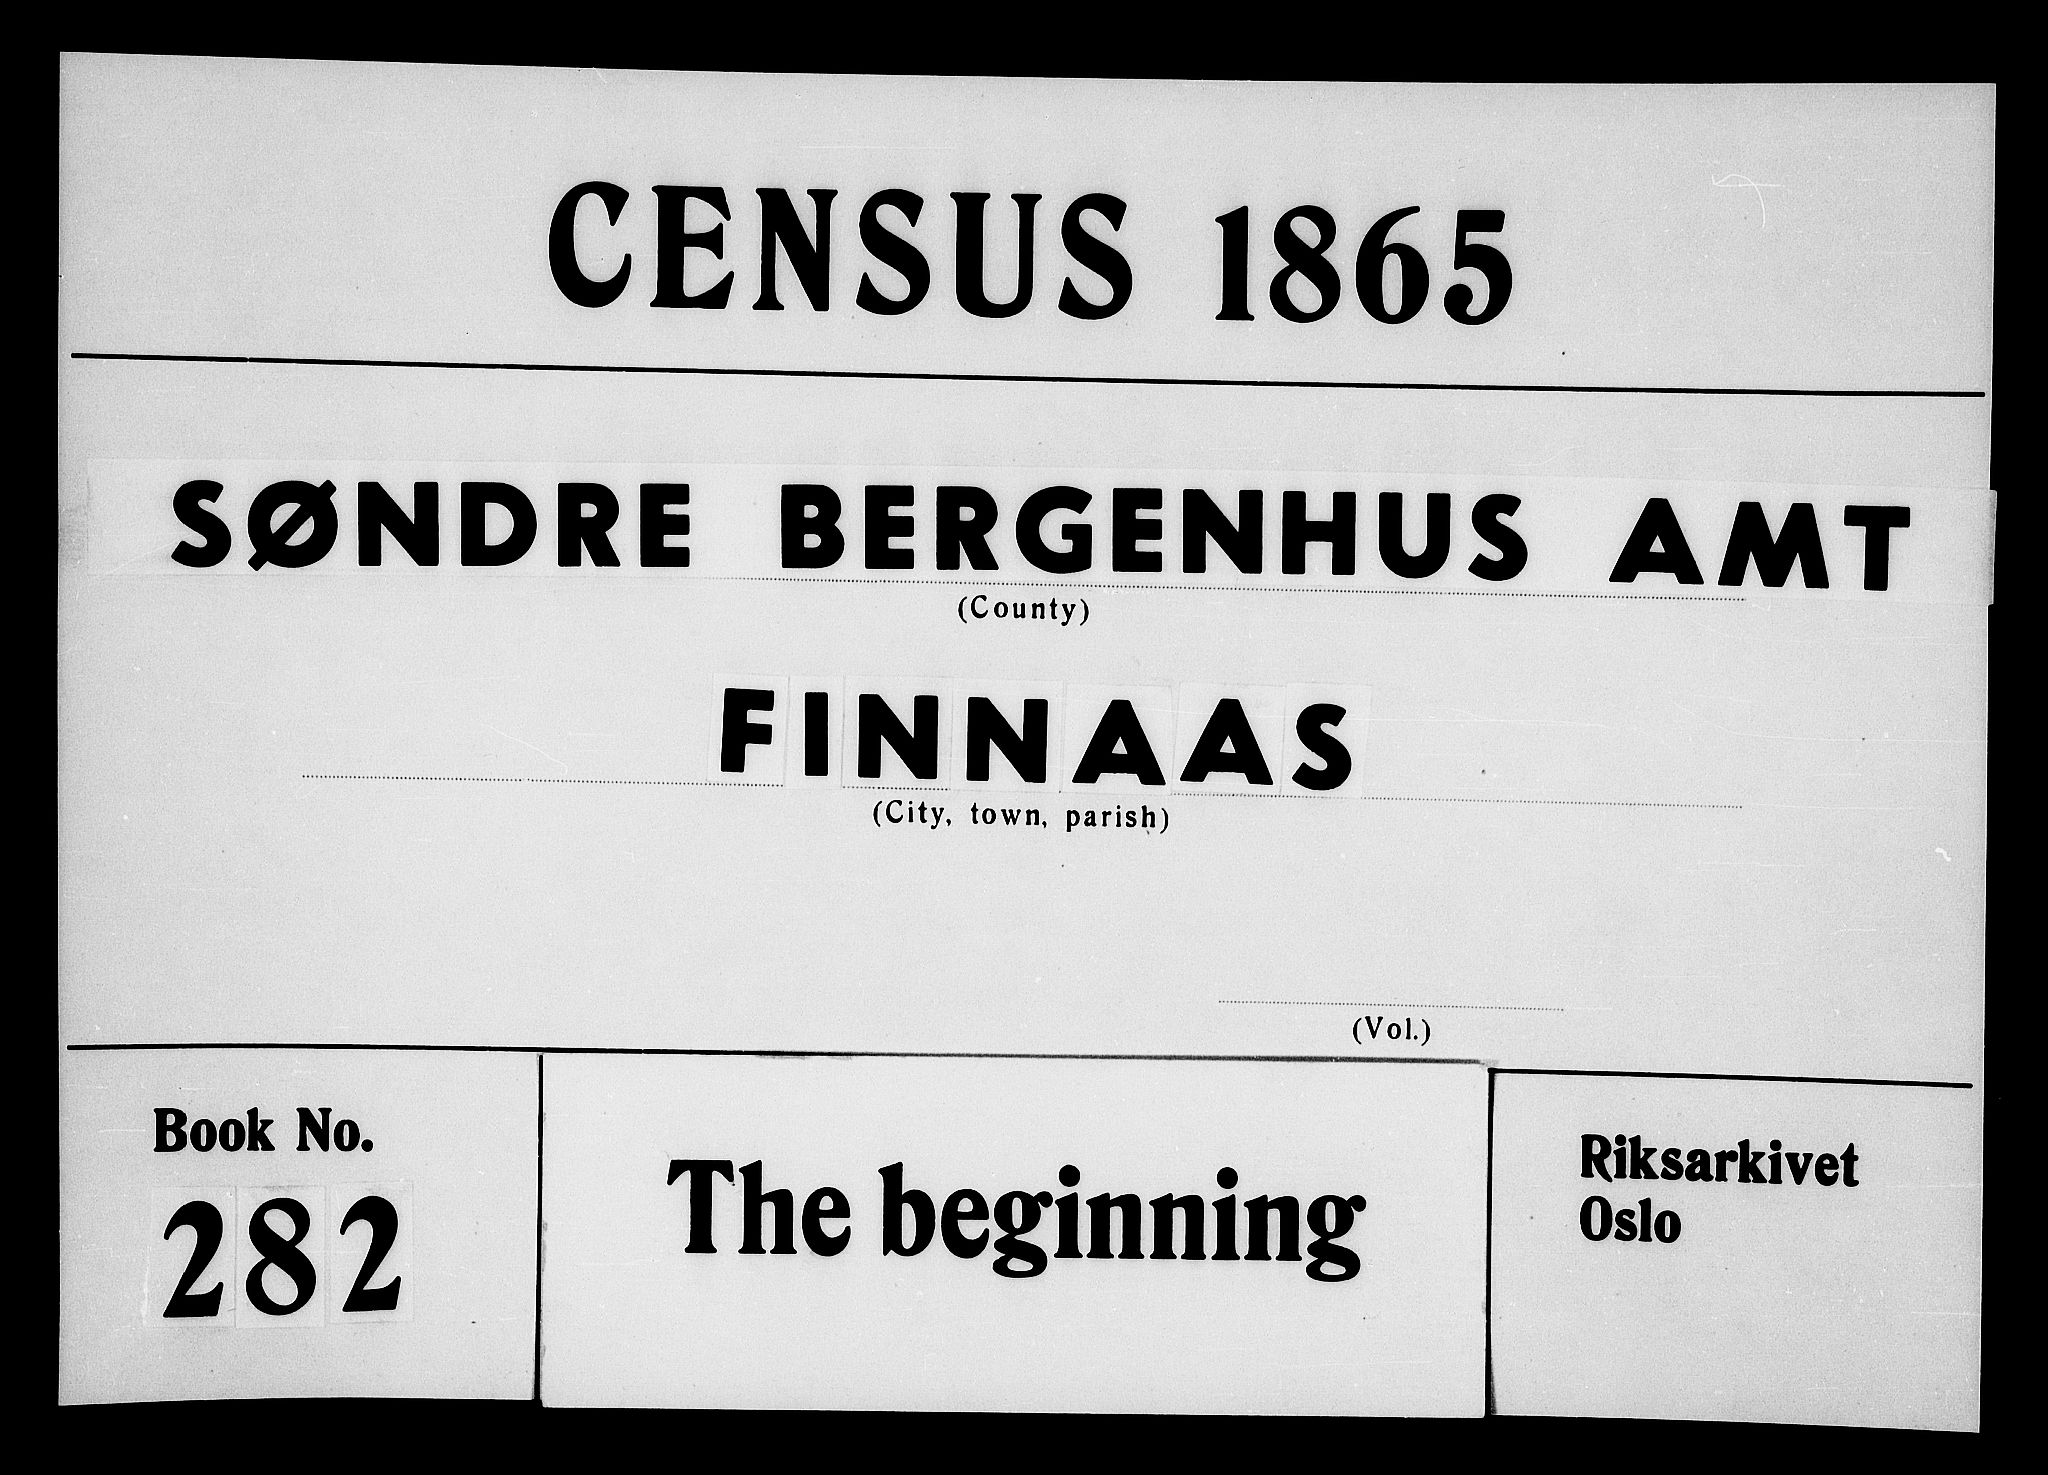 CENSUS 1865
SØNDRE BERGENHUS AMT
(County)
FINNAAS
(City, town, parish)
(Vol.)
Book No.
282
The beginning
Riksarkivet
Oslo